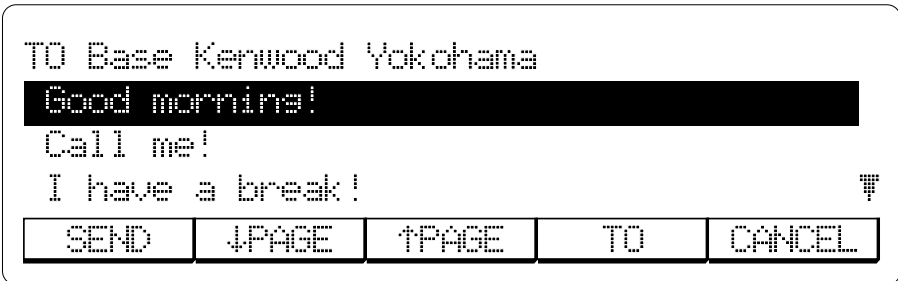 TO Base Kenwood Yokohama
Good morning!
Call me!
I have a break!
SEND ↓PAGE ↑PAGE TO CANCEL